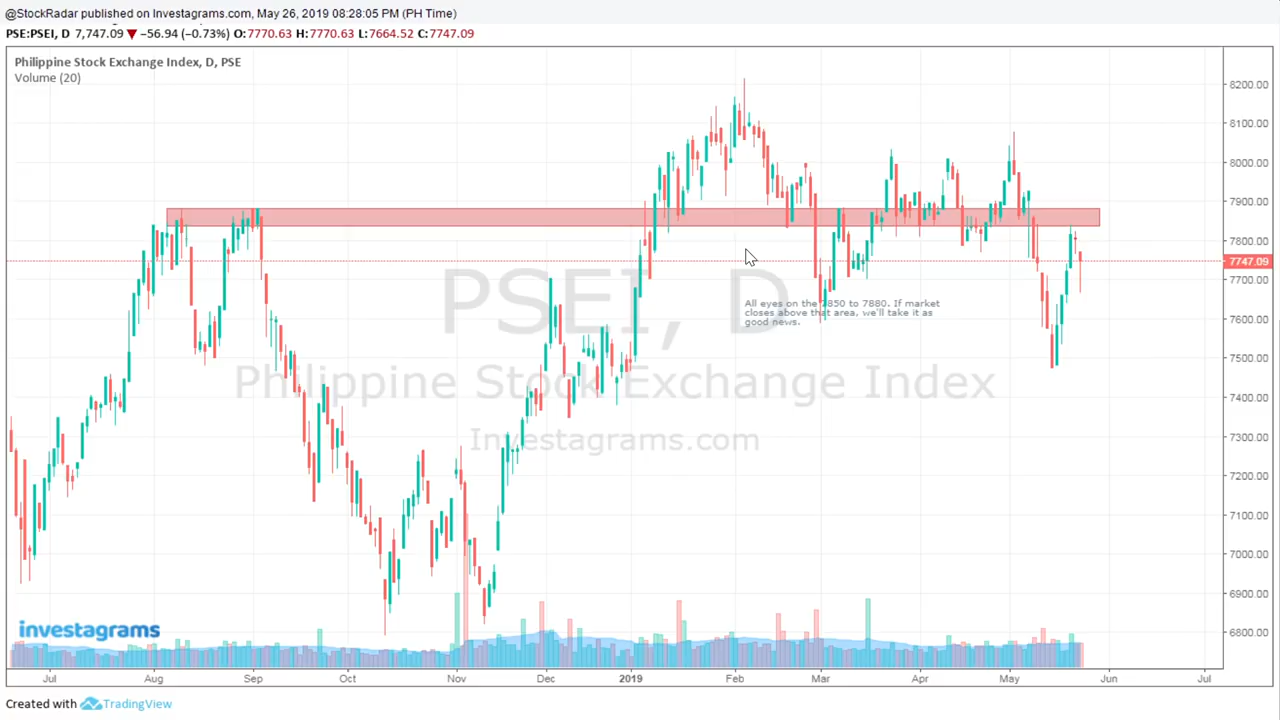 @StockRadar published on Investagrams.com, May 26, 2019 08:28:05 PM (PH Time)
PSE:PSEI, D 7,747.09 ▼ −56.94 (−0.73%) O:7770.63 H:7770.63 L:7664.52 C:7747.09
Philippine Stock Exchange Index, D, PSE
Volume (20)
8200.00
8100.00
8000.00
7900.00
7800.00
7747.09
7700.00
7600.00
7500.00
7400.00
7300.00
7200.00
7100.00
7000.00
6900.00
6800.00
PSEI, D
Philippine Stock Exchange Index
Investagrams.com
All eyes on the 7850 to 7880. If market
closes above that area, we'll take it as
good news.
investagrams
Jul Aug Sep Oct Nov Dec 2019 Feb Mar Apr May Jun Jul
Created with TradingView